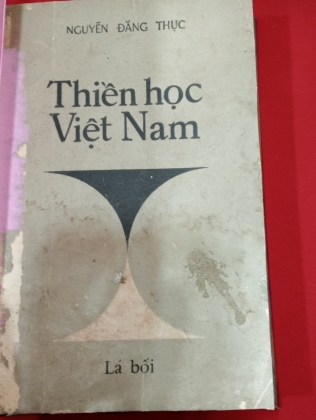 NGUYỄN ĐĂNG THỤC
Thiền học
Việt Nam
Lá bối